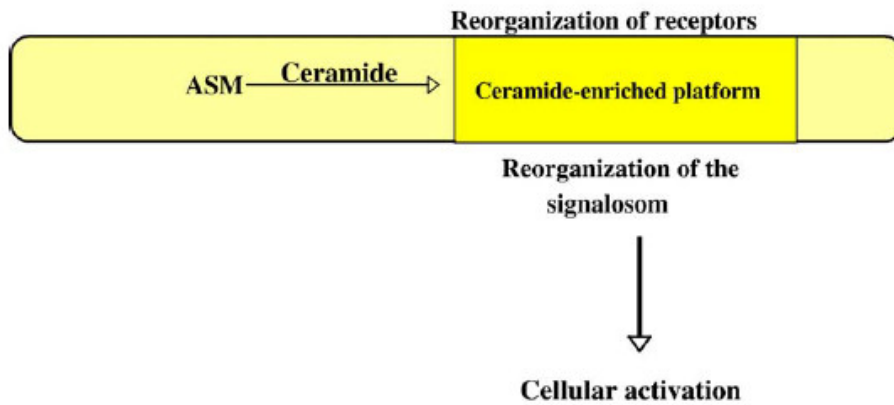 Reorganization of receptors
Ceramide
ASM
Ceramide-enriched platform
Reorganization of the
signalosom
Cellular activation